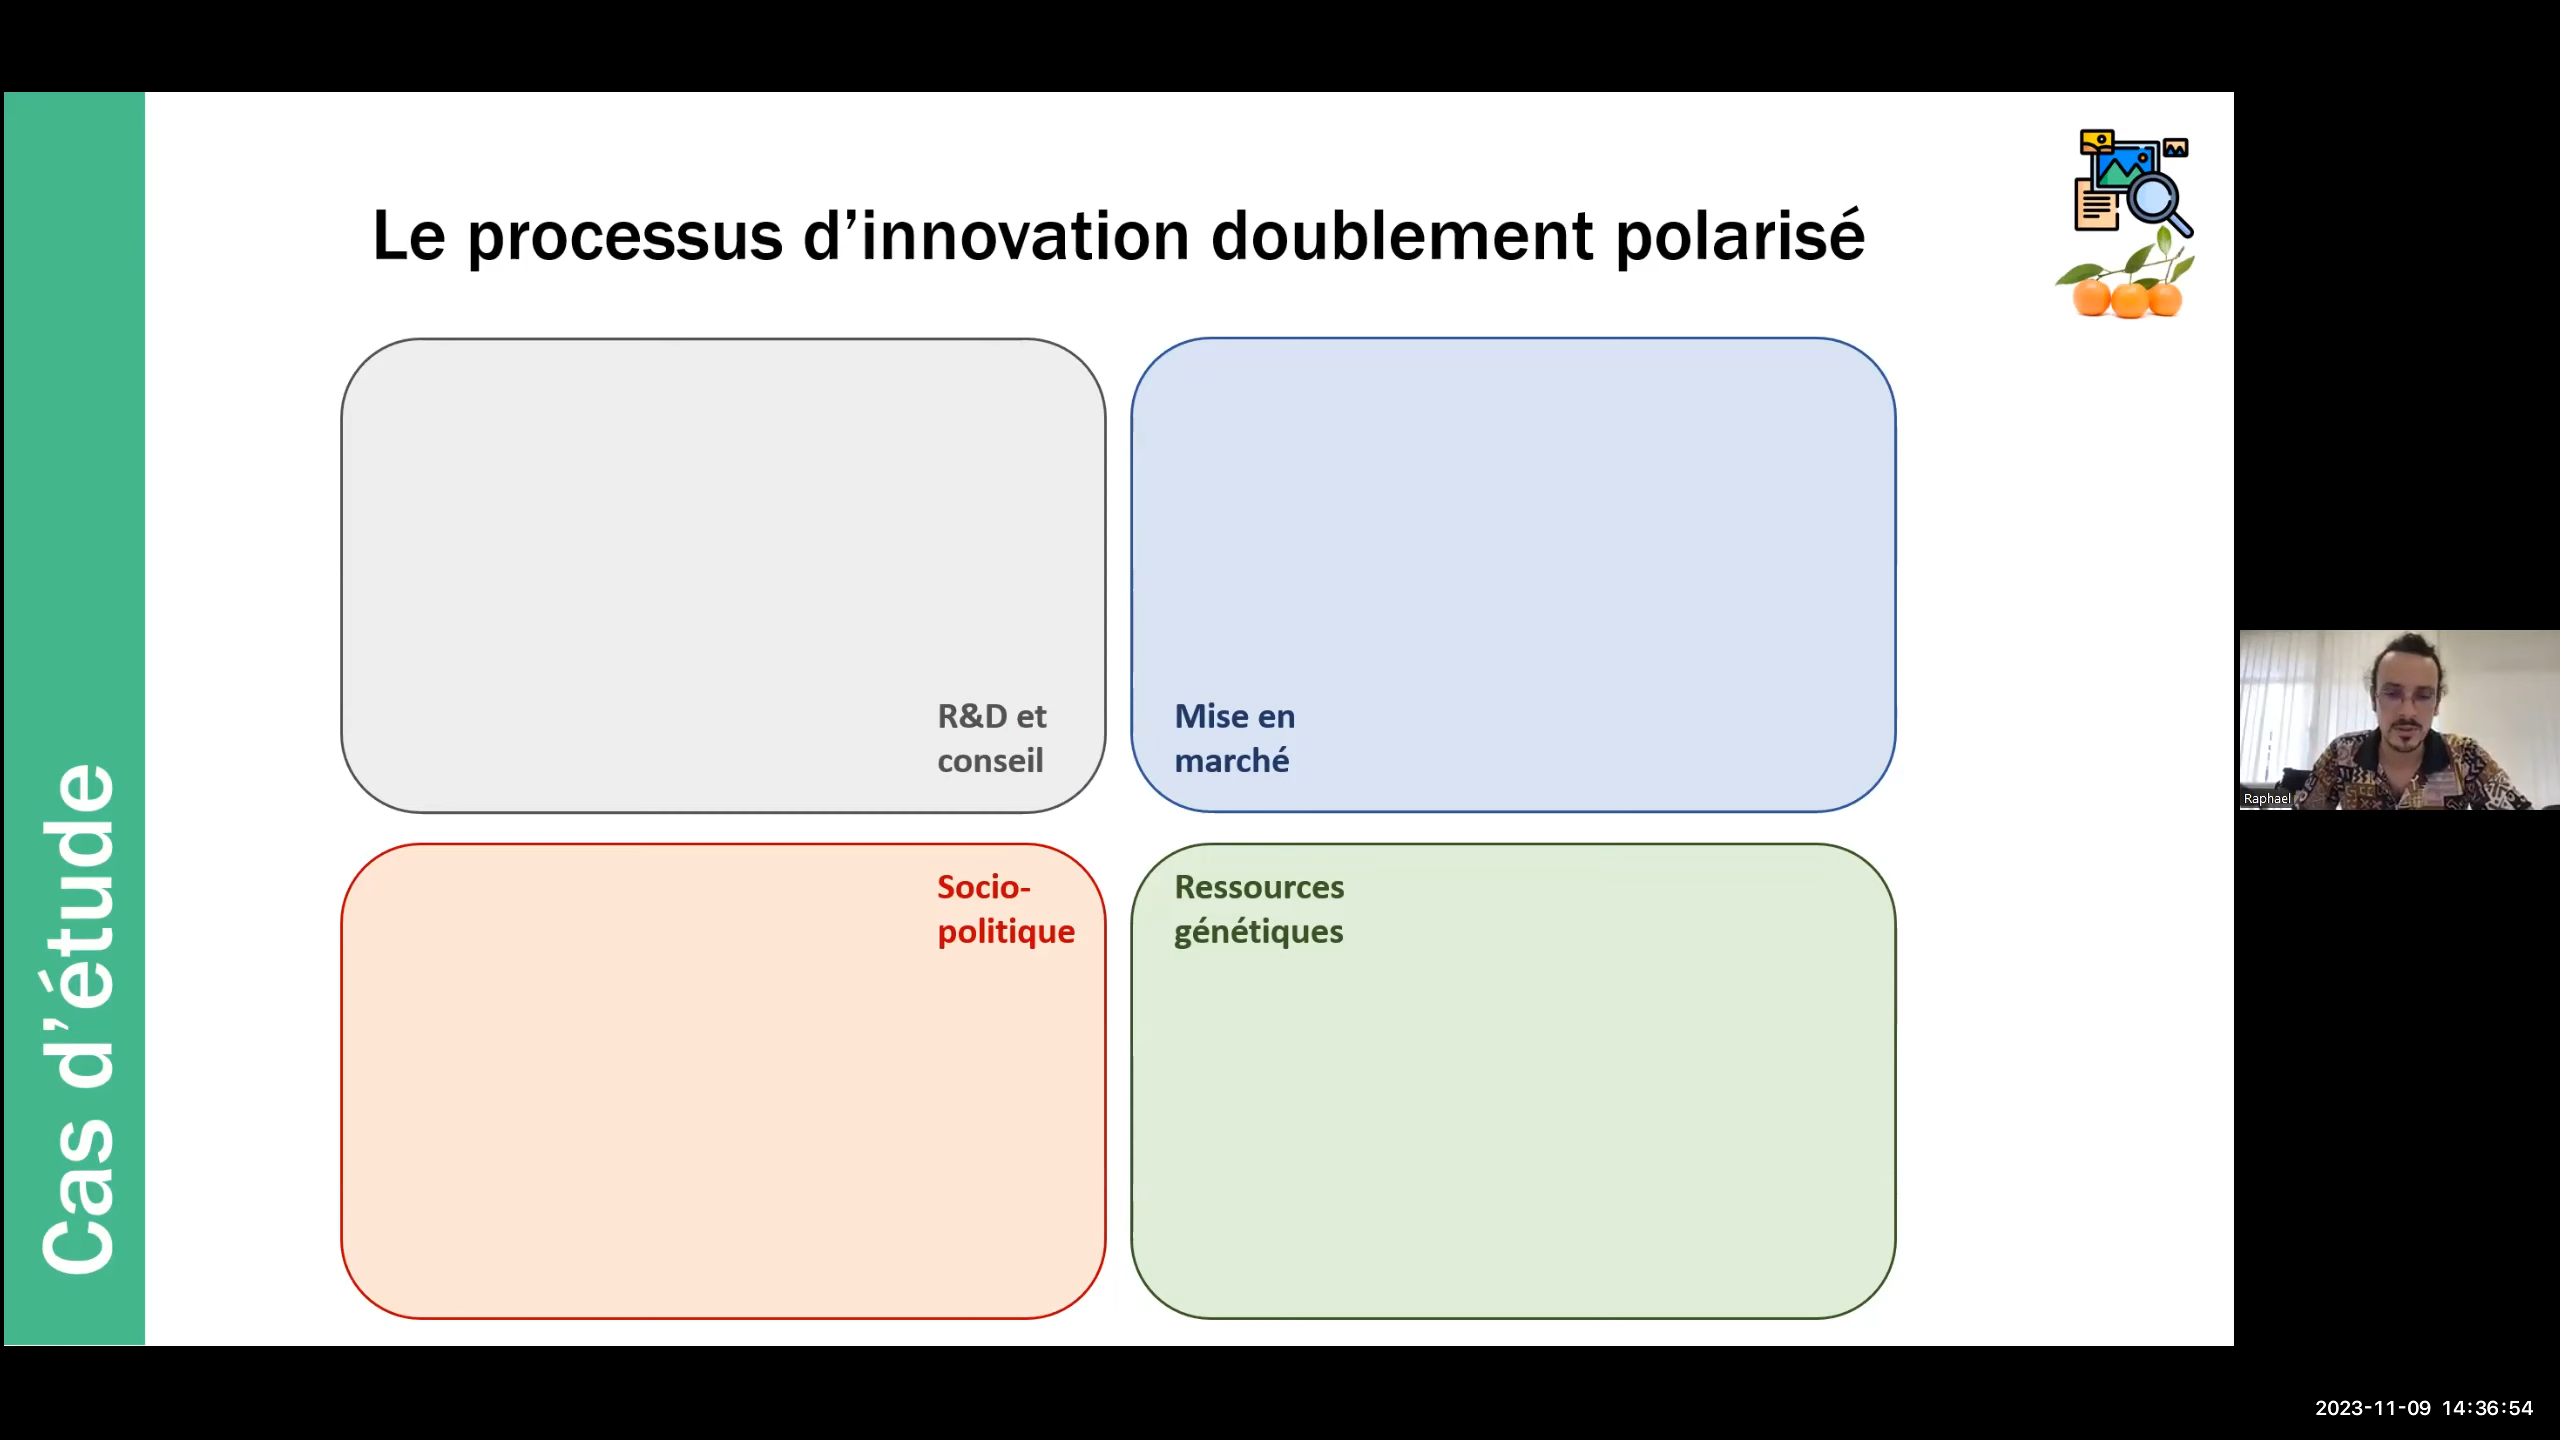 Cas d’étude
Le processus d’innovation doublement polarisé
R&D et
conseil
Mise en
marché
Socio-
politique
Ressources
génétiques
Raphael
2023-11-09 14:36:54